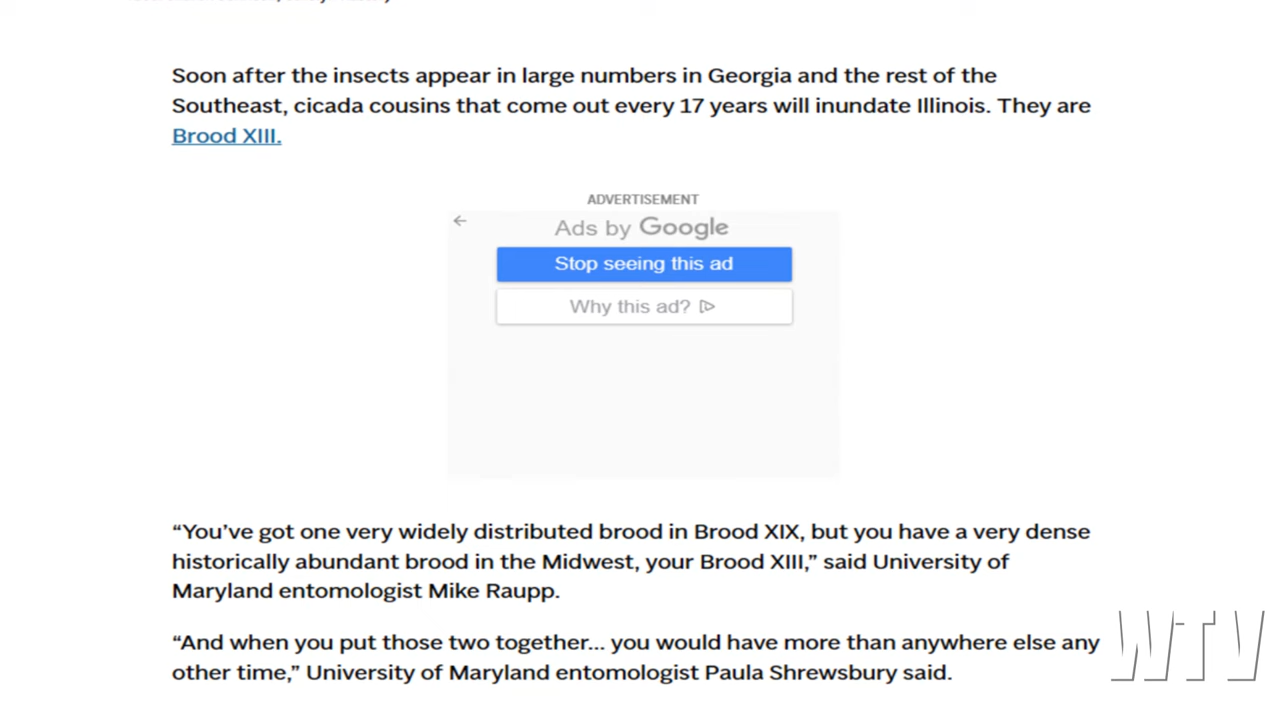 Soon after the insects appear in large numbers in Georgia and the rest of the
Southeast, cicada cousins that come out every 17 years will inundate Illinois. They are
Brood XIII.
ADVERTISEMENT
Ads by Google
Stop seeing this ad
Why this ad?
“You’ve got one very widely distributed brood in Brood XIX, but you have a very dense
historically abundant brood in the Midwest, your Brood XIII,” said University of
Maryland entomologist Mike Raupp.
“And when you put those two together... you would have more than anywhere else any
other time,” University of Maryland entomologist Paula Shrewsbury said.
WTV